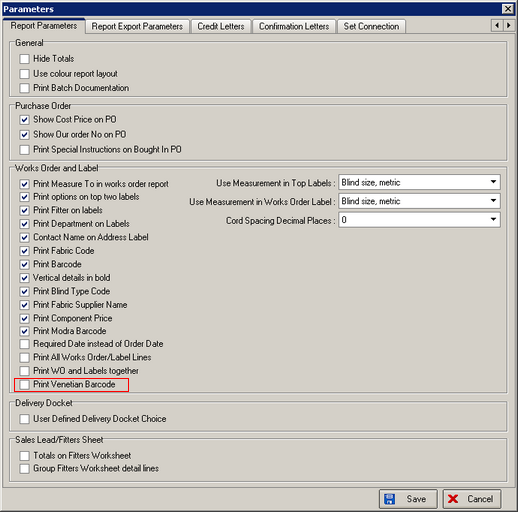 Parameters
Report Parameters
Report Export Parameters
Credit Letters
Confirmation Letters
Set Connection
General
Hide Totals
Use colour report layout
Print Batch Documentation
Purchase Order
Show Cost Price on PO
Show Our order No on PO
Print Special Instructions on Bought In PO
Works Order and Label
Print Measure To in works order report
Print options on top two labels
Print Fitter on labels
Print Department on Labels
Contact Name on Address Label
Print Fabric Code
Print Barcode
Vertical details in bold
Print Blind Type Code
Print Fabric Supplier Name
Print Component Price
Print Modra Barcode
Required Date instead of Order Date
Print All Works Order/Label Lines
Print WO and Labels together
Print Venetian Barcode
Use Measurement in Top Labels : Blind size, metric
Use Measurement in Works Order Label : Blind size, metric
Cord Spacing Decimal Places : 0
Delivery Docket
User Defined Delivery Docket Choice
Sales Lead/Fitters Sheet
Totals on Fitters Worksheet
Group Fitters Worksheet detail lines
Save
Cancel